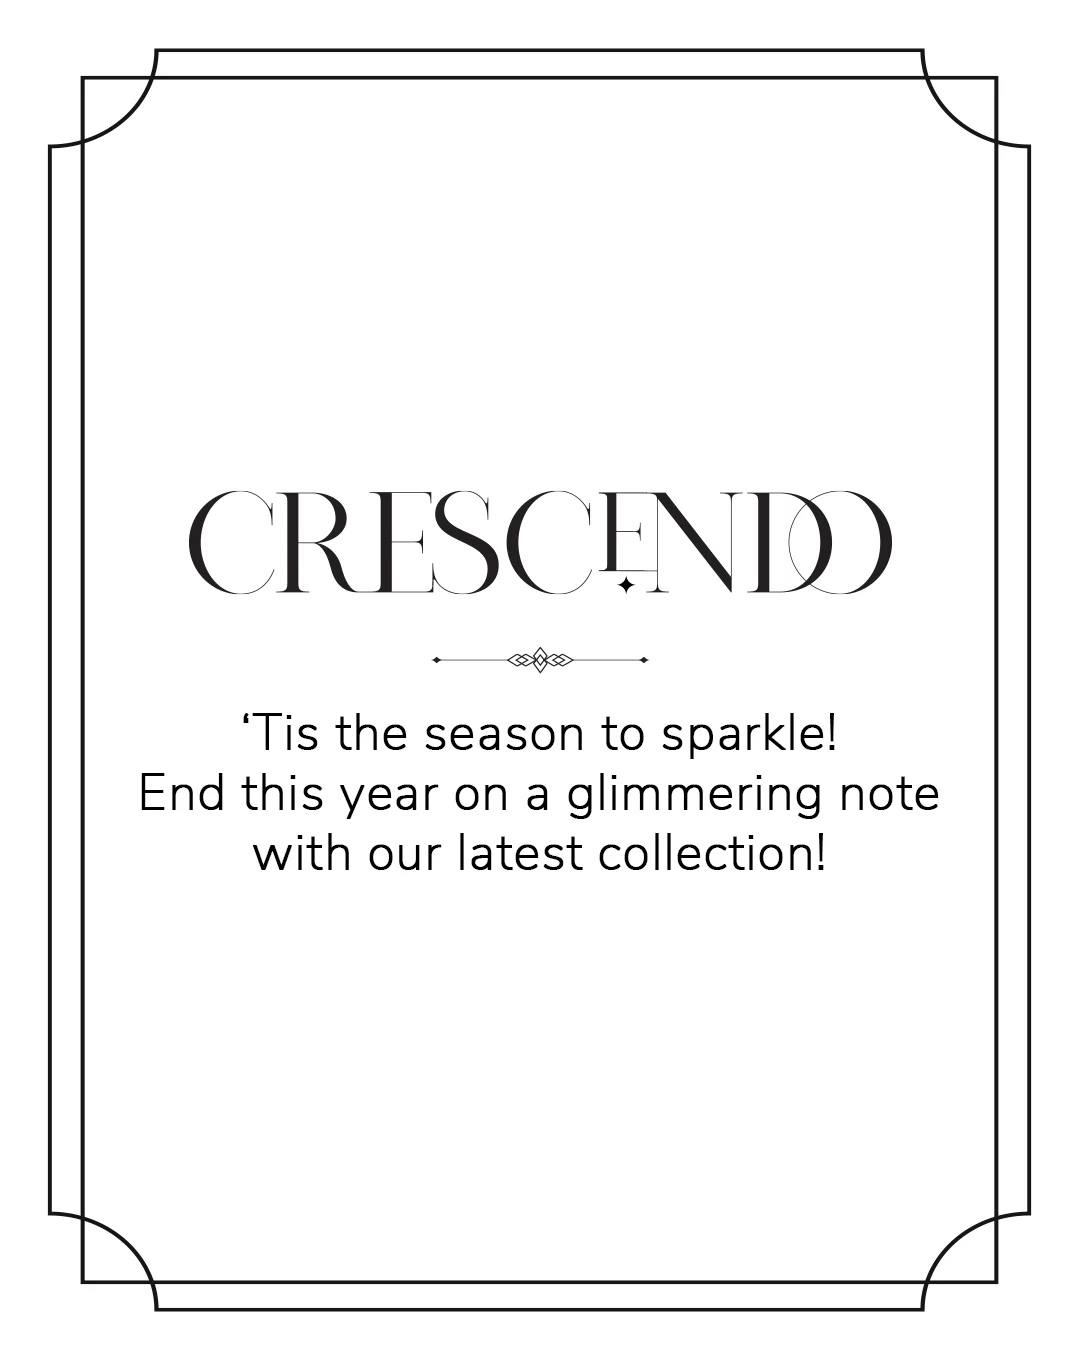 CRESCENDO
‘Tis the season to sparkle!
End this year on a glimmering note
with our latest collection!